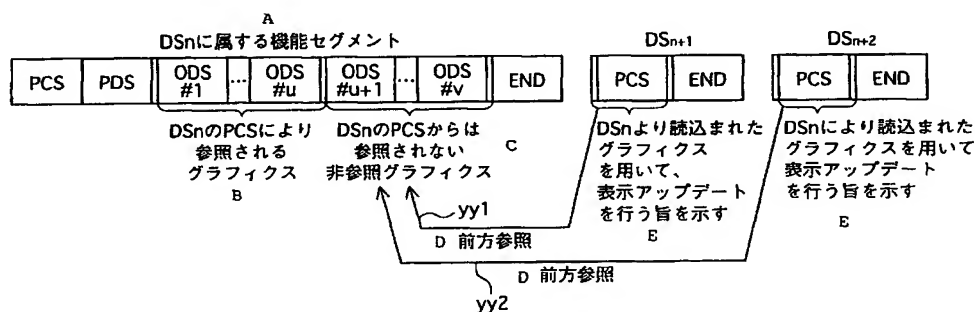 A
DSnに属する機能セグメント
DSn+1
DSn+2
PCS PDS ODS #1 ... ODS #u ODS #u+1 ... ODS #v END
PCS END
PCS END
DSnのPCSにより
参照される
グラフィクス
B
DSnのPCSからは
参照されない
非参照グラフィクス
C
DSnより読込まれた
グラフィクス
を用いて、
表示アップデート
を行う旨を示す
E
DSnにより読込まれた
グラフィクスを用いて
表示アップデート
を行う旨を示す
E
yy1
D 前方参照
D 前方参照
yy2